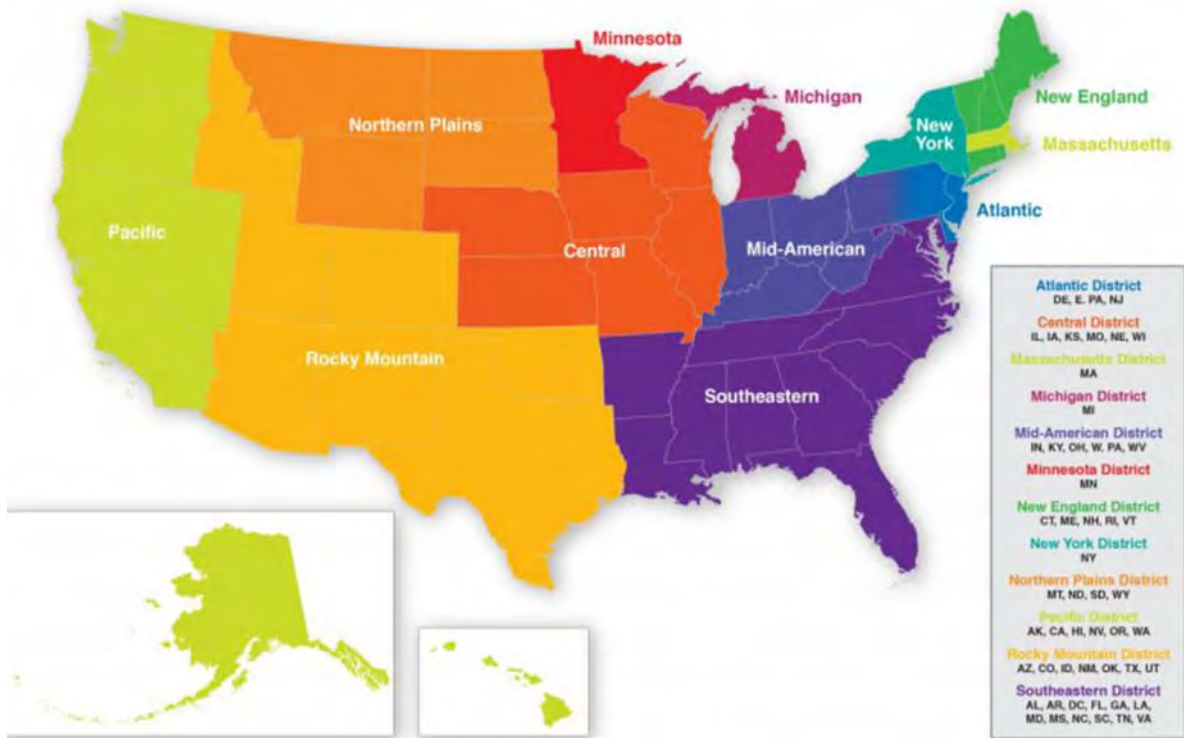 Minnesota
Michigan
Northern Plains
New England
New
York
Massachusetts
Pacific
Central
Mid-American
Atlantic
Rocky Mountain
Southeastern
Atlantic District
DE, E. PA, NJ
Central District
IL, IA, KS, MO, NE, WI
Massachusetts District
MA
Michigan District
MI
Mid-American District
IN, KY, OH, W. PA, WV
Minnesota District
MN
New England District
CT, ME, NH, RI, VT
New York District
NY
Northern Plains District
MT, ND, SD, WY
Pacific District
AK, CA, HI, NV, OR, WA
Rocky Mountain District
AZ, CO, ID, NM, OK, TX, UT
Southeastern District
AL, AR, DC, FL, GA, LA,
MD, MS, NC, SC, TN, VA